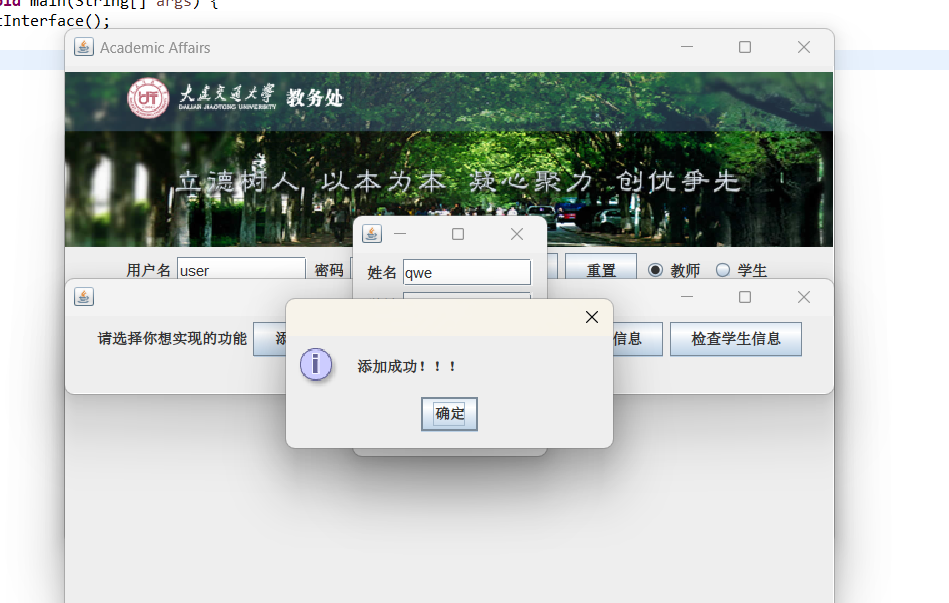 void main(String[] args) {
tInterface();
Academic Affairs
大连交通大学 教务处
DALIAN JIAOTONG UNIVERSITY
立德树人 以本为本 凝心聚力 创优争先
用户名 user 密码 重置 教师 学生
姓名 qwe
请选择你想实现的功能 信息 检查学生信息
添加成功！！！
确定